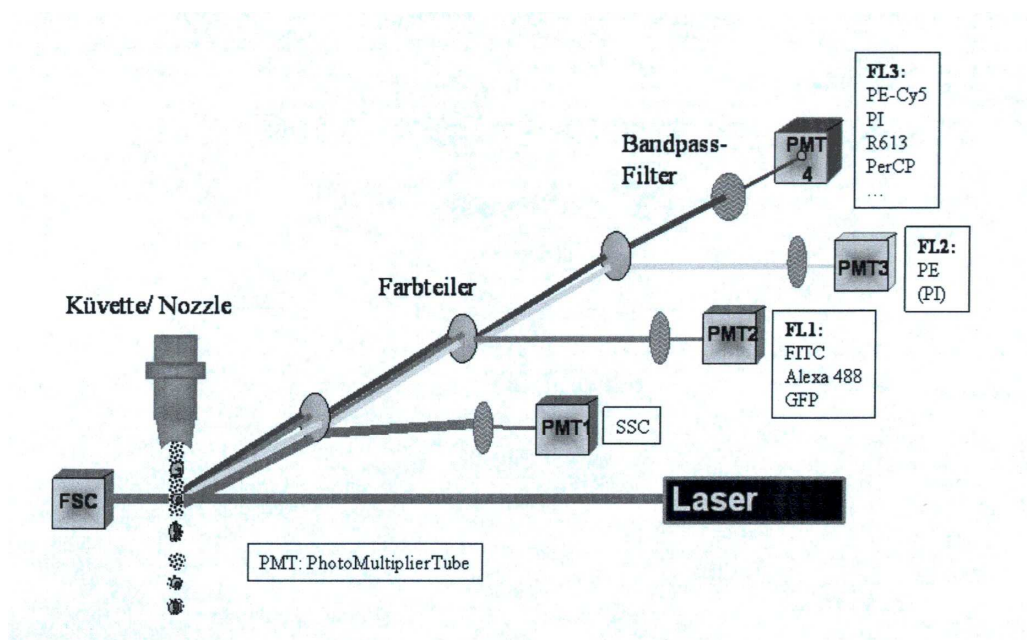 FL3:
PE-Cy5
PI
R613
PerCP
...
Bandpass-
Filter
PMT
4
FL2:
PE
(PI)
PMT3
Farbteiler
Küvette/ Nozzle
PMT2
FL1:
FITC
Alexa 488
GFP
PMT1
SSC
FSC
Laser
PMT: PhotoMultiplierTube